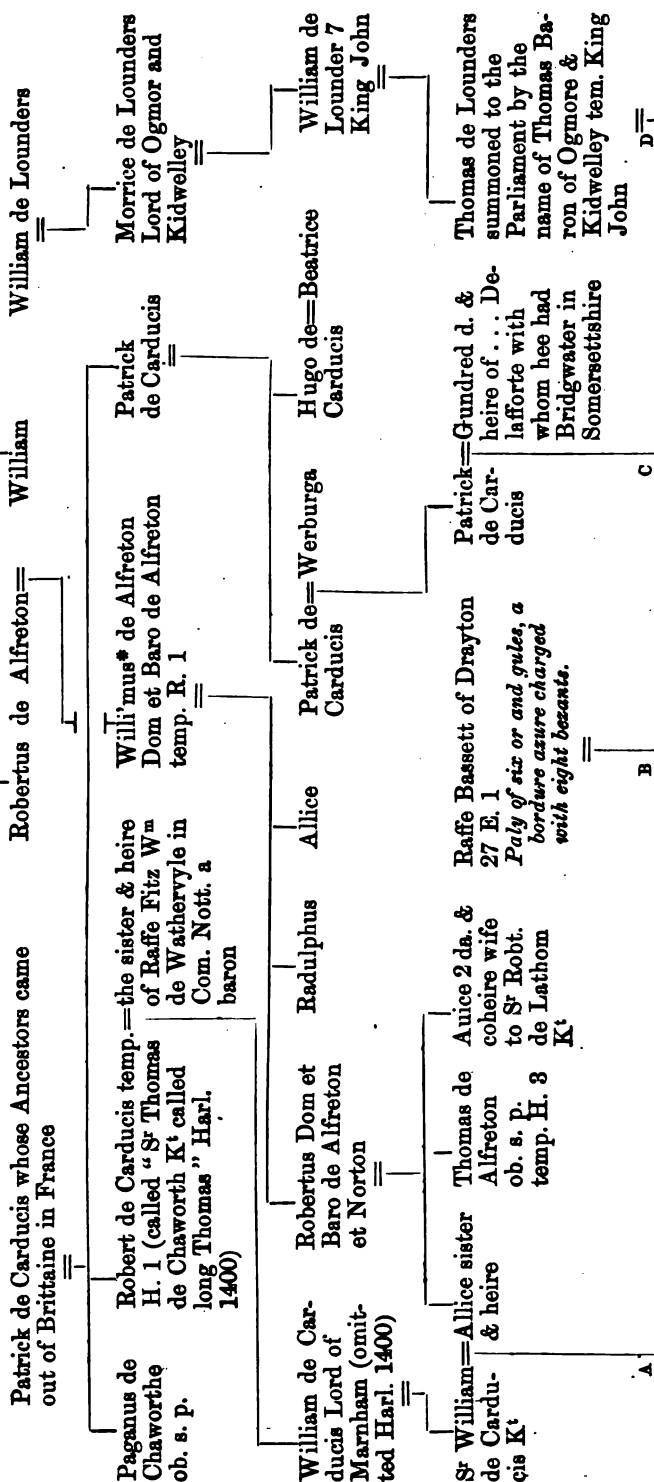 Patrick de Carducis whose Ancestors came
out of Brittaine in France
Robertus de Alfreton
William
William de Lounders
Paganus de
Chaworthe
ob. s. p.
Robert de Carducis temp.
H. 1 (called “Sr Thomas
de Chaworth Kt called
long Thomas” Harl.
1400)
=the sister & heire
of Raffe Fitz Wm
de Wathervyle in
Com. Nott. a
baron
Willi'mus* de Alfreton
Dom et Baro de Alfreton
temp. R. 1
Patrick
de Carducis
Morrice de Lounders
Lord of Ogmor and
Kidwelley
William de Car-
ducis Lord of
Marnham (omit-
ted Harl. 1400)
Robertus Dom et
Baro de Alfreton
et Norton
Radulphus
Allice
Patrick de=Werburga
Carducis
Hugo de=Beatrice
Carducis
William de
Lounder 7
King John
Sr William=Allice sister
de Cardu-
cis Kt
& heire
Thomas de
Alfreton
ob. s. p.
temp. H. 3
Auice 2 da. &
coheire wife
to Sr Robt.
de Lathom
Kt
Raffe Bassett of Drayton
27 E. 1
Paly of six or and gules, a
bordure azure charged
with eight bezants.
Patrick=Gundred d. &
de Car-
ducis
heire of ... De-
lafforte with
whom hee had
Bridgwater in
Somersettshire
Thomas de Lounders
summoned to the
Parliament by the
name of Thomas Ba-
ron of Ogmore &
Kidwelley tem. King
John
A
B
C
D